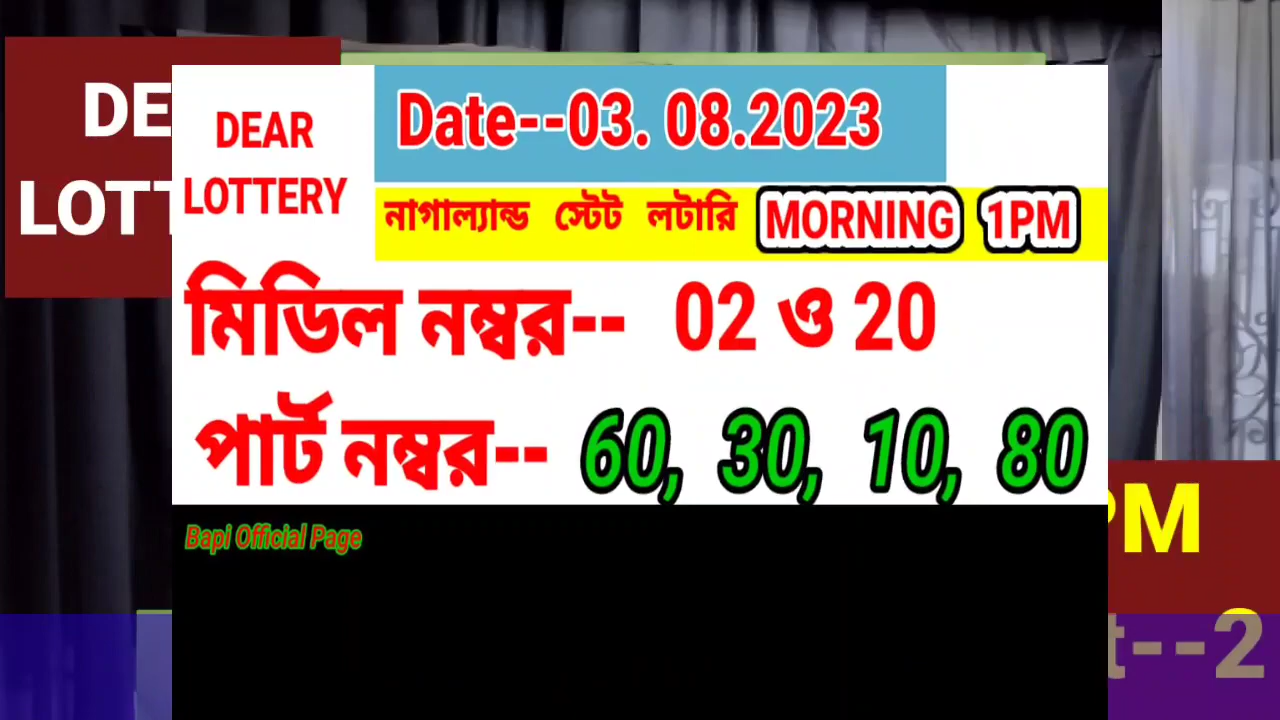 DE
LOTT
DEAR
LOTTERY
Date--03. 08.2023
নাগাল্যান্ড স্টেট লটারি MORNING 1PM
মিডিল নম্বর-- 02 ও 20
পার্ট নম্বর-- 60, 30, 10, 80
Bapi Official Page
PM
t--2